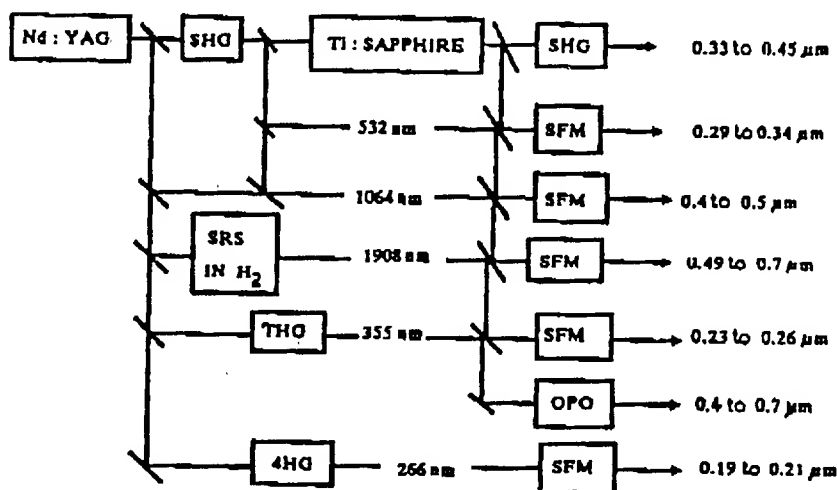 Nd : YAG
SHG
TI : SAPPHIRE
SHG
0.33 to 0.45 μm
532 nm
SFM
0.29 to 0.34 μm
1064 nm
SFM
0.4 to 0.5 μm
SRS
IN H2
1908 nm
SFM
0.49 to 0.7 μm
THG
355 nm
SFM
0.23 to 0.26 μm
OPO
0.4 to 0.7 μm
4HG
266 nm
SFM
0.19 to 0.21 μm